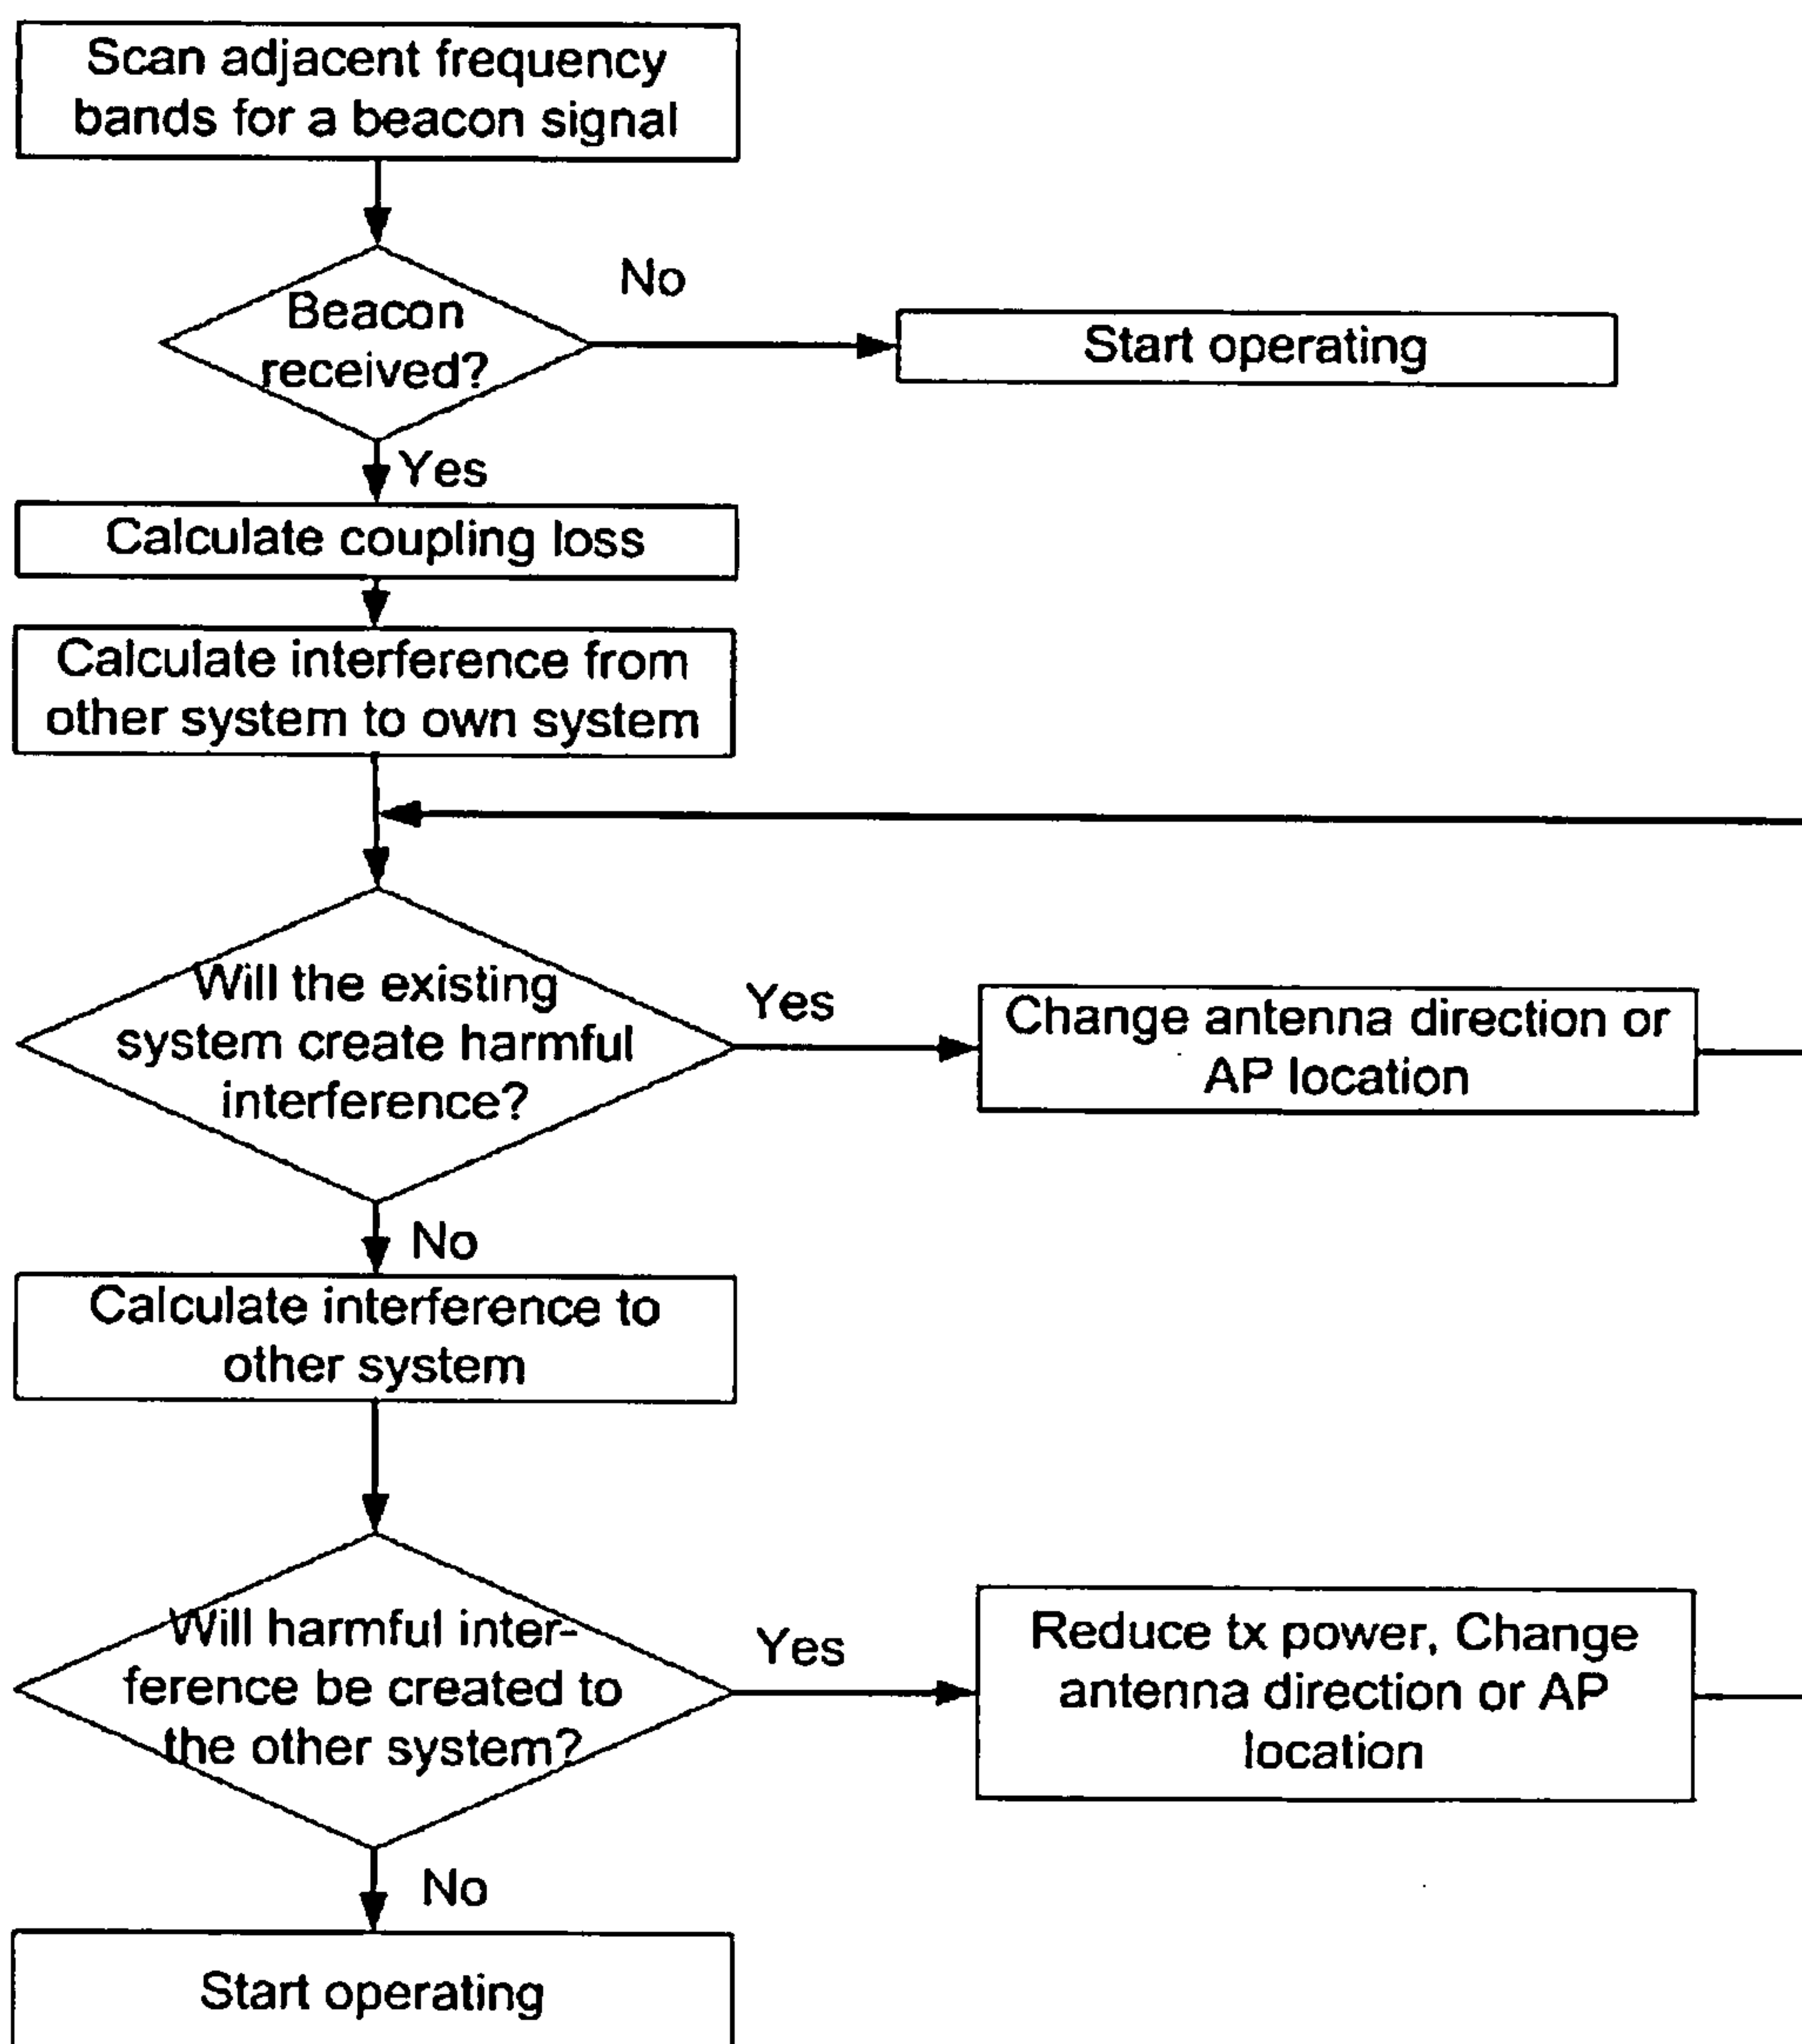 Scan adjacent frequency
bands for a beacon signal
No
Beacon
received?
Start operating
Yes
Calculate coupling loss
Calculate interference from
other system to own system
Will the existing
system create harmful
interference?
Yes
Change antenna direction or
AP location
No
Calculate interference to
other system
Will harmful inter-
ference be created to
the other system?
Yes
Reduce tx power, Change
antenna direction or AP
location
No
Start operating